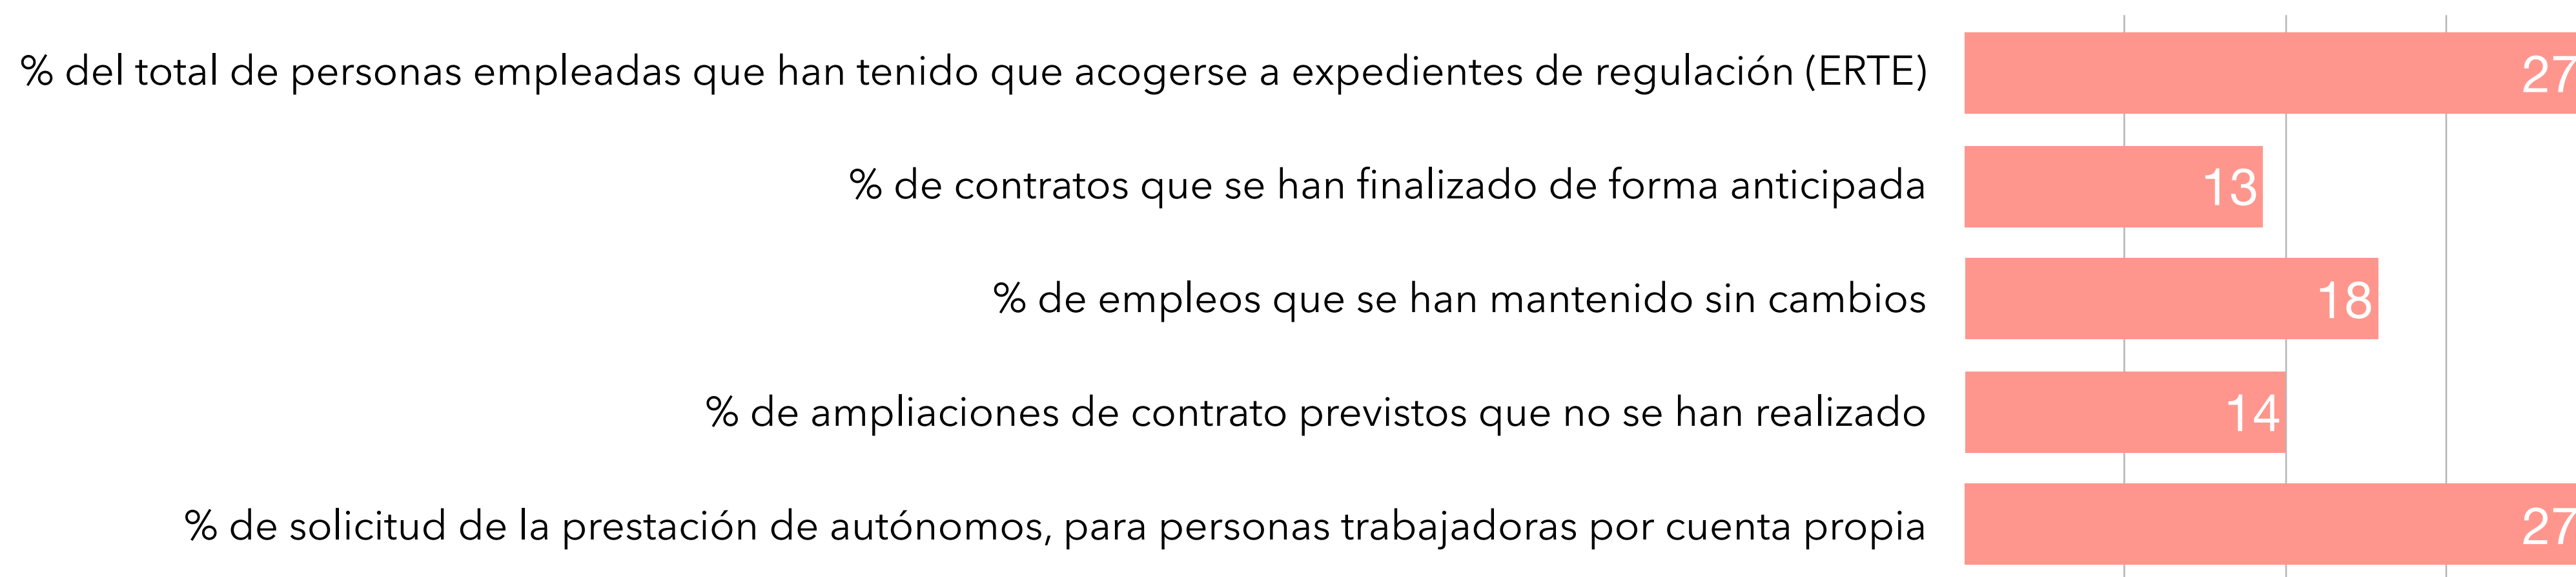 % del total de personas empleadas que han tenido que acogerse a expedientes de regulación (ERTE) 27
% de contratos que se han finalizado de forma anticipada 13
% de empleos que se han mantenido sin cambios 18
% de ampliaciones de contrato previstos que no se han realizado 14
% de solicitud de la prestación de autónomos, para personas trabajadoras por cuenta propia 27